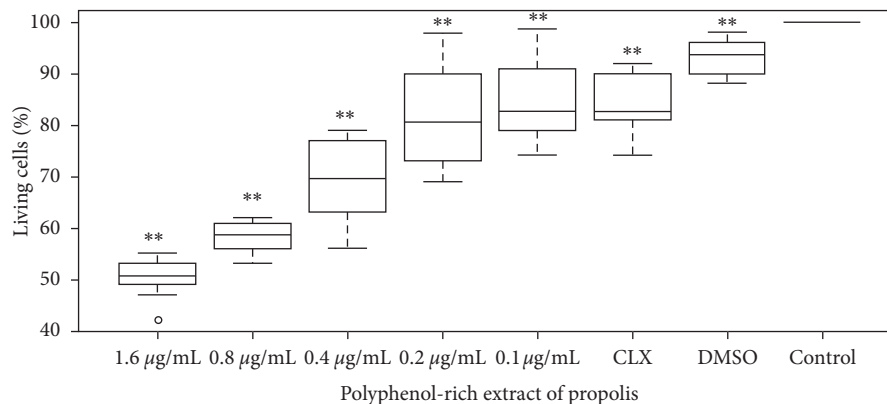 Living cells (%)
100
90
80
70
60
50
40
**
**
**
**
**
**
**
1.6 μg/mL
0.8 μg/mL
0.4 μg/mL
0.2 μg/mL
0.1 μg/mL
CLX
DMSO
Control
Polyphenol-rich extract of propolis